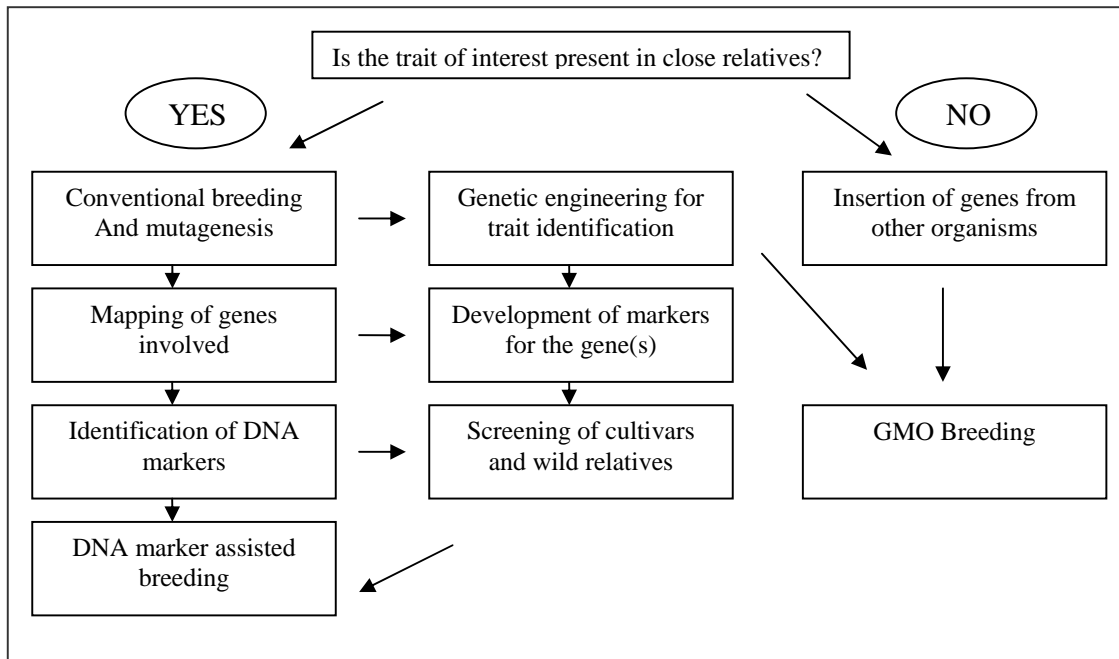 Is the trait of interest present in close relatives?
YES
NO
Conventional breeding
And mutagenesis
Genetic engineering for
trait identification
Insertion of genes from
other organisms
Mapping of genes
involved
Development of markers
for the gene(s)
Identification of DNA
markers
Screening of cultivars
and wild relatives
GMO Breeding
DNA marker assisted
breeding